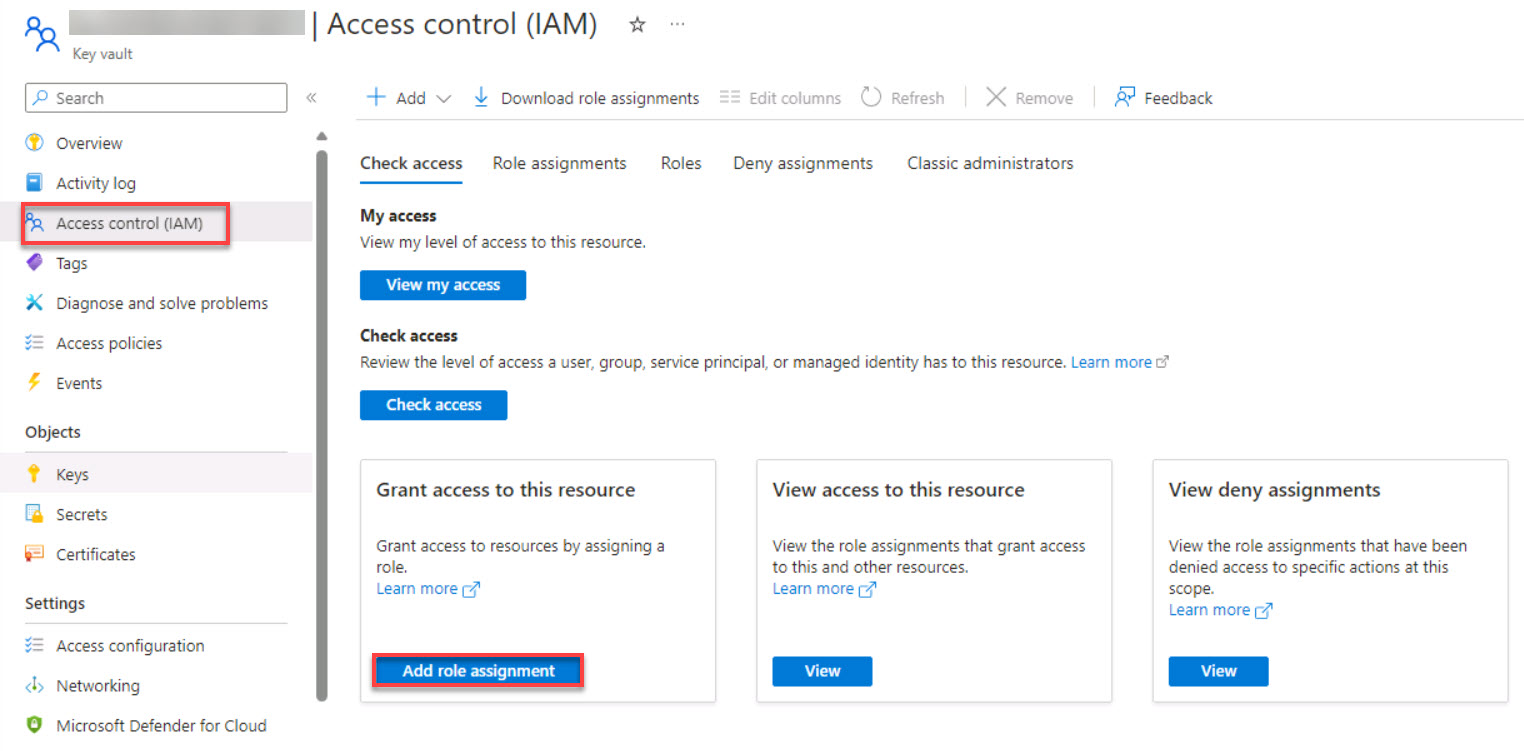 | Access control (IAM)
Key vault
Search
Overview
Activity log
Access control (IAM)
Tags
Diagnose and solve problems
Access policies
Events
Objects
Keys
Secrets
Certificates
Settings
Access configuration
Networking
Microsoft Defender for Cloud
Add Download role assignments Edit columns Refresh Remove Feedback
Check access Role assignments Roles Deny assignments Classic administrators
My access
View my level of access to this resource.
View my access
Check access
Review the level of access a user, group, service principal, or managed identity has to this resource. Learn more
Check access
Grant access to this resource
Grant access to resources by assigning a
role.
Learn more
Add role assignment
View access to this resource
View the role assignments that grant access
to this and other resources.
Learn more
View
View deny assignments
View the role assignments that have been
denied access to specific actions at this
scope.
Learn more
View